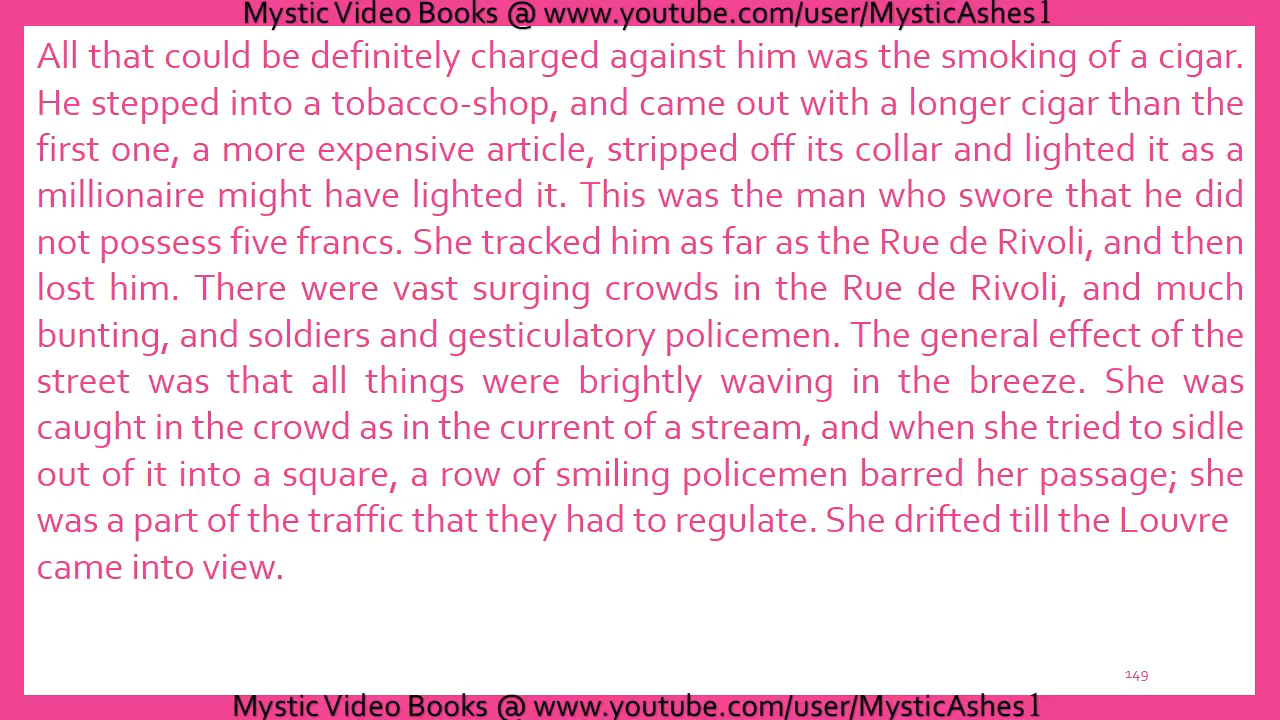 Mystic Video Books @ www.youtube.com/user/MysticAshes1
All that could be definitely charged against him was the smoking of a cigar.
He stepped into a tobacco-shop, and came out with a longer cigar than the
first one, a more expensive article, stripped off its collar and lighted it as a
millionaire might have lighted it. This was the man who swore that he did
not possess five francs. She tracked him as far as the Rue de Rivoli, and then
lost him. There were vast surging crowds in the Rue de Rivoli, and much
bunting, and soldiers and gesticulatory policemen. The general effect of the
street was that all things were brightly waving in the breeze. She was
caught in the crowd as in the current of a stream, and when she tried to sidle
out of it into a square, a row of smiling policemen barred her passage; she
was a part of the traffic that they had to regulate. She drifted till the Louvre
came into view.
149
Mystic Video Books @ www.youtube.com/user/MysticAshes1